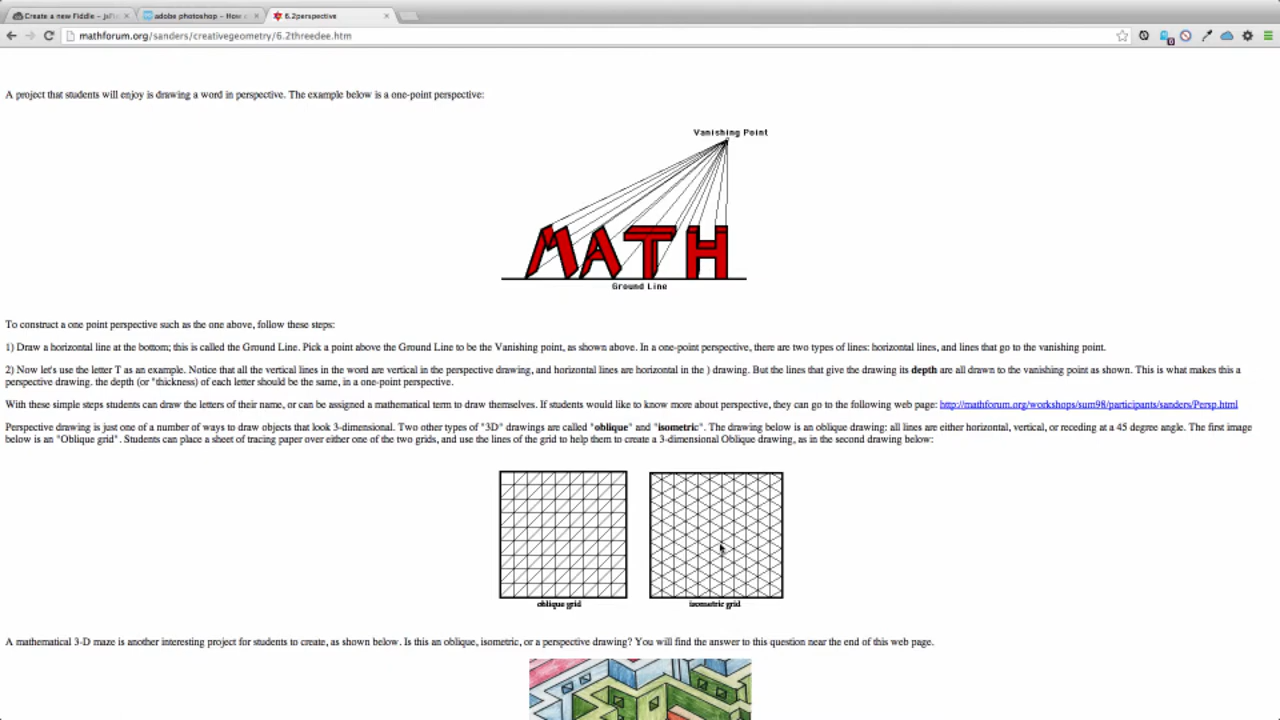 Create a new Fiddle - jsFi
adobe photoshop - How
6.2perspective
mathforum.org/sanders/creativegeometry/6.2threedee.htm
A project that students will enjoy is drawing a word in perspective. The example below is a one-point perspective:
Vanishing Point
MATH
Ground Line
To construct a one point perspective such as the one above, follow these steps:
1) Draw a horizontal line at the bottom; this is called the Ground Line. Pick a point above the Ground Line to be the Vanishing point, as shown above. In a one-point perspective, there are two types of lines: horizontal lines, and lines that go to the vanishing point.
2) Now let's use the letter T as an example. Notice that all the vertical lines in the word are vertical in the perspective drawing, and horizontal lines are horizontal in the ) drawing. But the lines that give the drawing its depth are all drawn to the vanishing point as shown. This is what makes this a
perspective drawing. the depth (or "thickness) of each letter should be the same, in a one-point perspective.
With these simple steps students can draw the letters of their name, or can be assigned a mathematical term to draw themselves. If students would like to know more about perspective, they can go to the following web page: http://mathforum.org/workshops/sum98/participants/sanders/Persp.html
Perspective drawing is just one of a number of ways to draw objects that look 3-dimensional. Two other types of "3D" drawings are called "oblique" and "isometric". The drawing below is an oblique drawing: all lines are either horizontal, vertical, or receding at a 45 degree angle. The first image
below is an "Oblique grid". Students can place a sheet of tracing paper over either one of the two grids, and use the lines of the grid to help them to create a 3-dimensional Oblique drawing, as in the second drawing below:
oblique grid
isometric grid
A mathematical 3-D maze is another interesting project for students to create, as shown below. Is this an oblique, isometric, or a perspective drawing? You will find the answer to this question near the end of this web page.